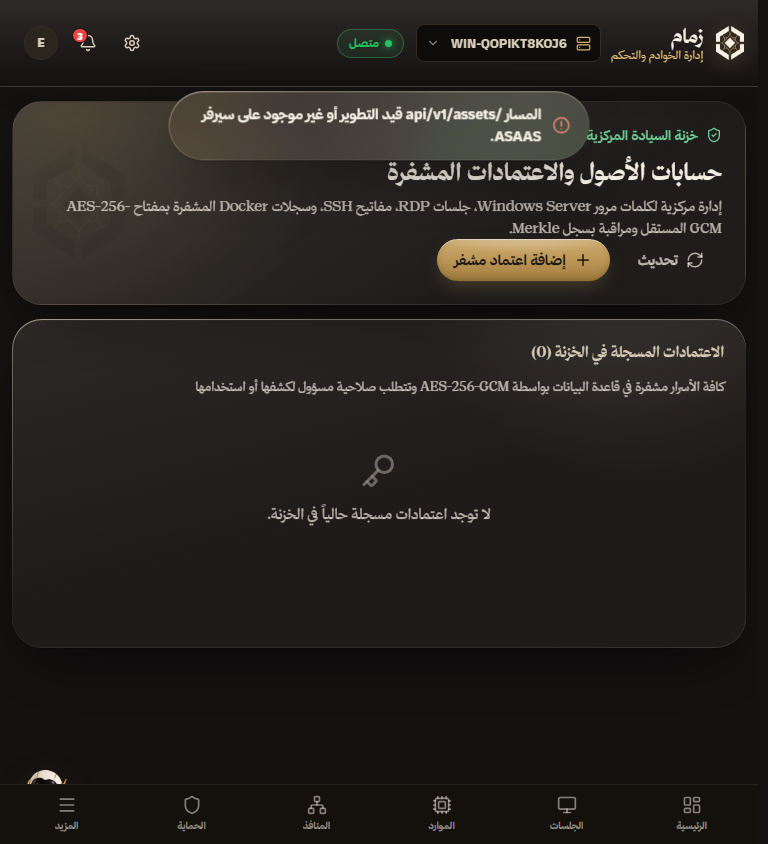 زمام
إدارة الخوادم والتحكم
WIN-QOPIKT8KOJ6
متصل
3
E
المسار /api/v1/assets قيد التطوير أو غير موجود على سيرفر
ASAAS.
خزنة السيادة المركزية
حسابات الأصول والاعتمادات المشفرة
إدارة مركزية لكلمات مرور Windows Server، جلسات RDP، مفاتيح SSH، وسجلات Docker المشفرة بمفتاح AES-256-
GCM المستقل ومراقبة بسجل Merkle.
تحديث
إضافة اعتماد مشفر
الاعتمادات المسجلة في الخزنة (0)
كافة الأسرار مشفرة في قاعدة البيانات بواسطة AES-256-GCM وتتطلب صلاحية مسؤول لكشفها أو استخدامها
لا توجد اعتمادات مسجلة حالياً في الخزنة.
الرئيسية
الجلسات
الموارد
المنافذ
الحماية
المزيد